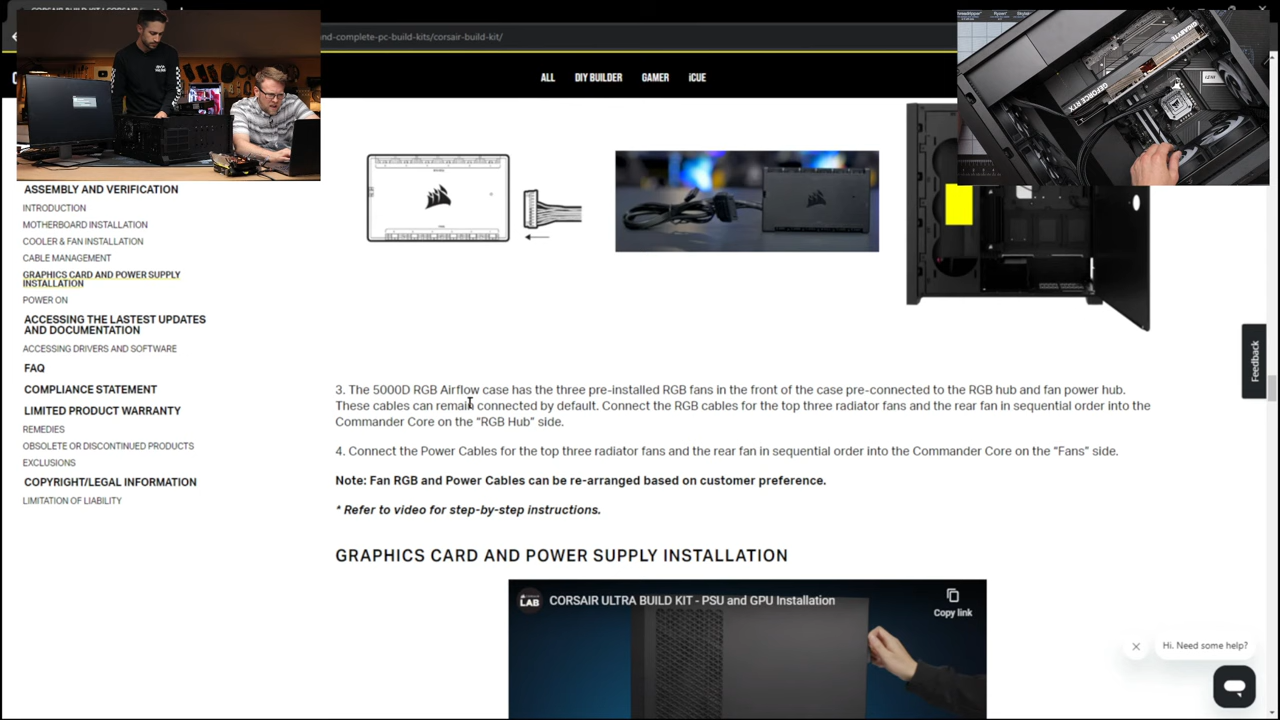 nd-complete-pc-build-kits/corsair-build-kit/
ALL
DIY BUILDER
GAMER
iCUE
GEFORCE RTX
GIGABYTE
ASSEMBLY AND VERIFICATION
INTRODUCTION
MOTHERBOARD INSTALLATION
COOLER & FAN INSTALLATION
CABLE MANAGEMENT
GRAPHICS CARD AND POWER SUPPLY
INSTALLATION
POWER ON
ACCESSING THE LASTEST UPDATES
AND DOCUMENTATION
ACCESSING DRIVERS AND SOFTWARE
FAQ
COMPLIANCE STATEMENT
LIMITED PRODUCT WARRANTY
REMEDIES
OBSOLETE OR DISCONTINUED PRODUCTS
EXCLUSIONS
COPYRIGHT/LEGAL INFORMATION
LIMITATION OF LIABILITY
3. The 5000D RGB Airflow case has the three pre-installed RGB fans in the front of the case pre-connected to the RGB hub and fan power hub.
These cables can remain connected by default. Connect the RGB cables for the top three radiator fans and the rear fan in sequential order into the
Commander Core on the “RGB Hub” side.
4. Connect the Power Cables for the top three radiator fans and the rear fan in sequential order into the Commander Core on the “Fans” side.
Note: Fan RGB and Power Cables can be re-arranged based on customer preference.
* Refer to video for step-by-step instructions.
GRAPHICS CARD AND POWER SUPPLY INSTALLATION
LAB
CORSAIR ULTRA BUILD KIT - PSU and GPU Installation
Copy link
Feedback
Hi. Need some help?